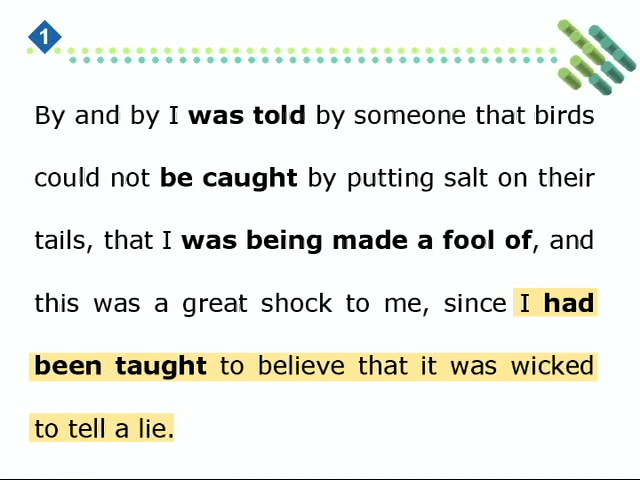 1
By and by I was told by someone that birds
could not be caught by putting salt on their
tails, that I was being made a fool of, and
this was a great shock to me, since I had
been taught to believe that it was wicked
to tell a lie.